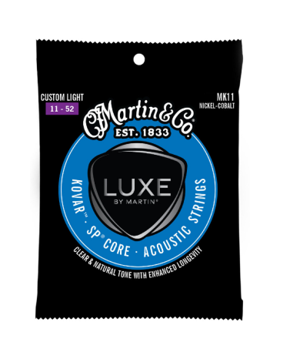 CUSTOM LIGHT
11 - 52
MK11
NICKEL-COBALT
C.F. Martin & Co.
EST. 1833
LUXE
BY MARTIN®
KOVAR™ · SP® CORE · ACOUSTIC STRINGS
CLEAR & NATURAL TONE WITH ENHANCED LONGEVITY